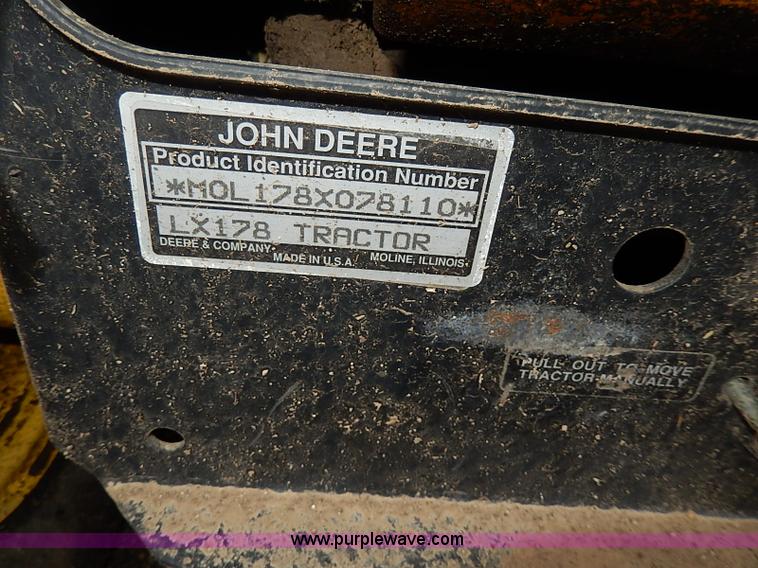 JOHN DEERE
Product Identification Number
*M0L178X078110*
LX178 TRACTOR
DEERE & COMPANY MADE IN U.S.A. MOLINE, ILLINOIS
PULL OUT TO MOVE
TRACTOR MANUALLY
www.purplewave.com